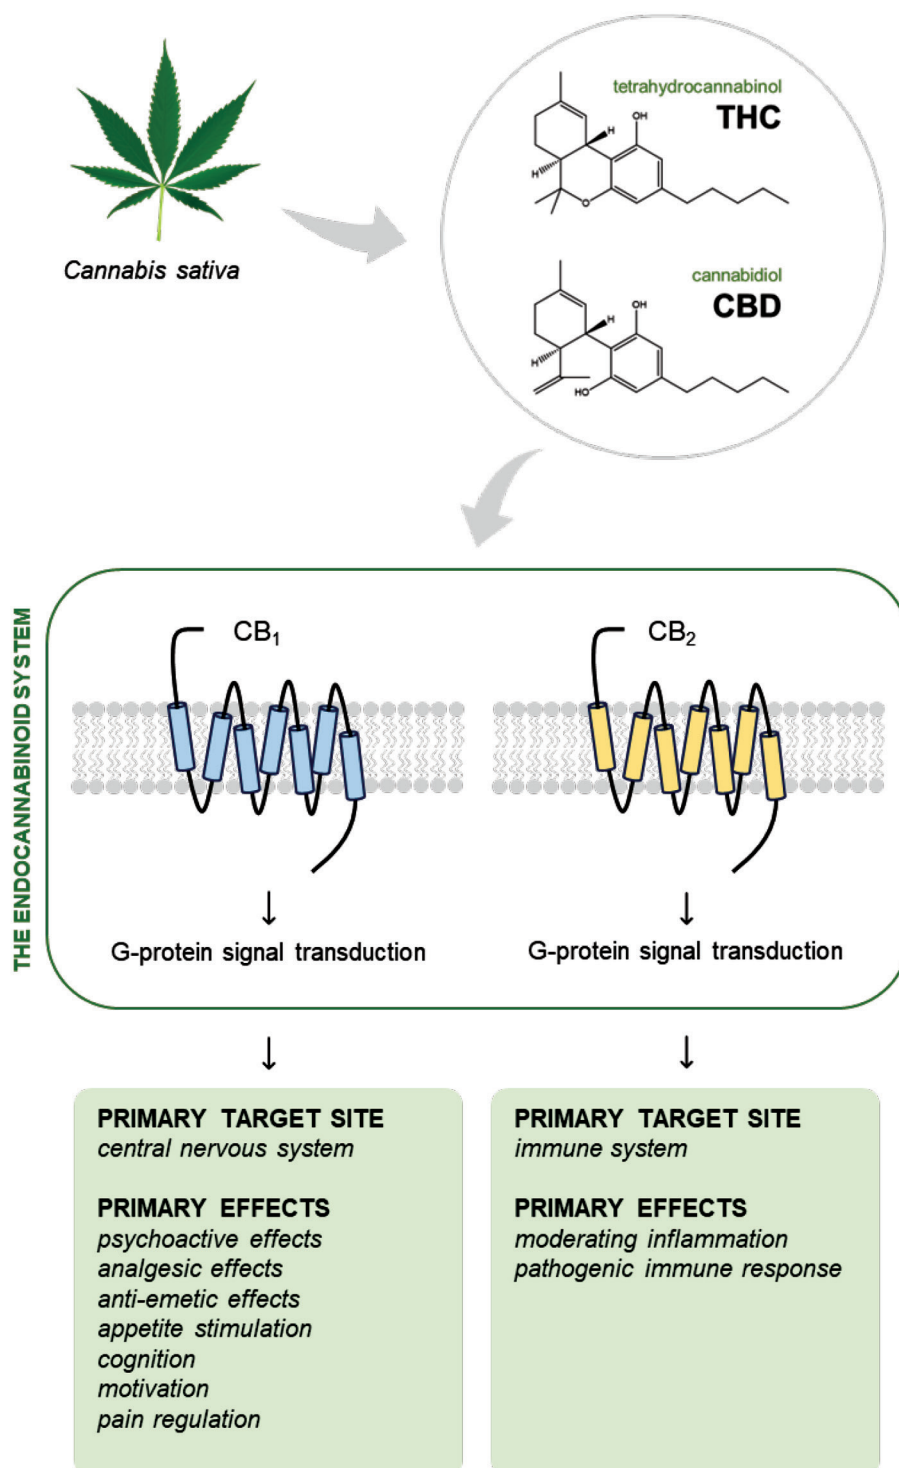 Cannabis sativa
tetrahydrocannabinol
THC
OH
H
H
O
cannabidiol
CBD
OH
H
H
HO
THE ENDOCANNABINOID SYSTEM
CB₁
CB₂
G-protein signal transduction
G-protein signal transduction
PRIMARY TARGET SITE
central nervous system
PRIMARY EFFECTS
psychoactive effects
analgesic effects
anti-emetic effects
appetite stimulation
cognition
motivation
pain regulation
PRIMARY TARGET SITE
immune system
PRIMARY EFFECTS
moderating inflammation
pathogenic immune response